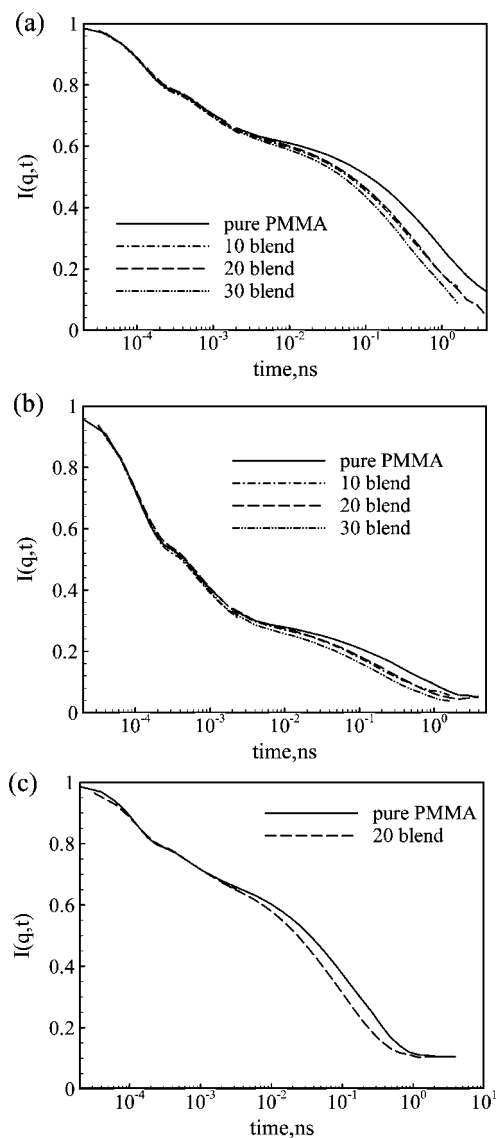 (a)
1
0.8
0.6
0.4
0.2
0
I(q,t)
pure PMMA
10 blend
20 blend
30 blend
10⁻⁴ 10⁻³ 10⁻² 10⁻¹ 10⁰
time,ns
(b)
1
0.8
0.6
0.4
0.2
0
I(q,t)
pure PMMA
10 blend
20 blend
30 blend
10⁻⁴ 10⁻³ 10⁻² 10⁻¹ 10⁰
time,ns
(c)
1
0.8
0.6
0.4
0.2
0
I(q,t)
pure PMMA
20 blend
10⁻⁴ 10⁻³ 10⁻² 10⁻¹ 10⁰ 10¹
time,ns